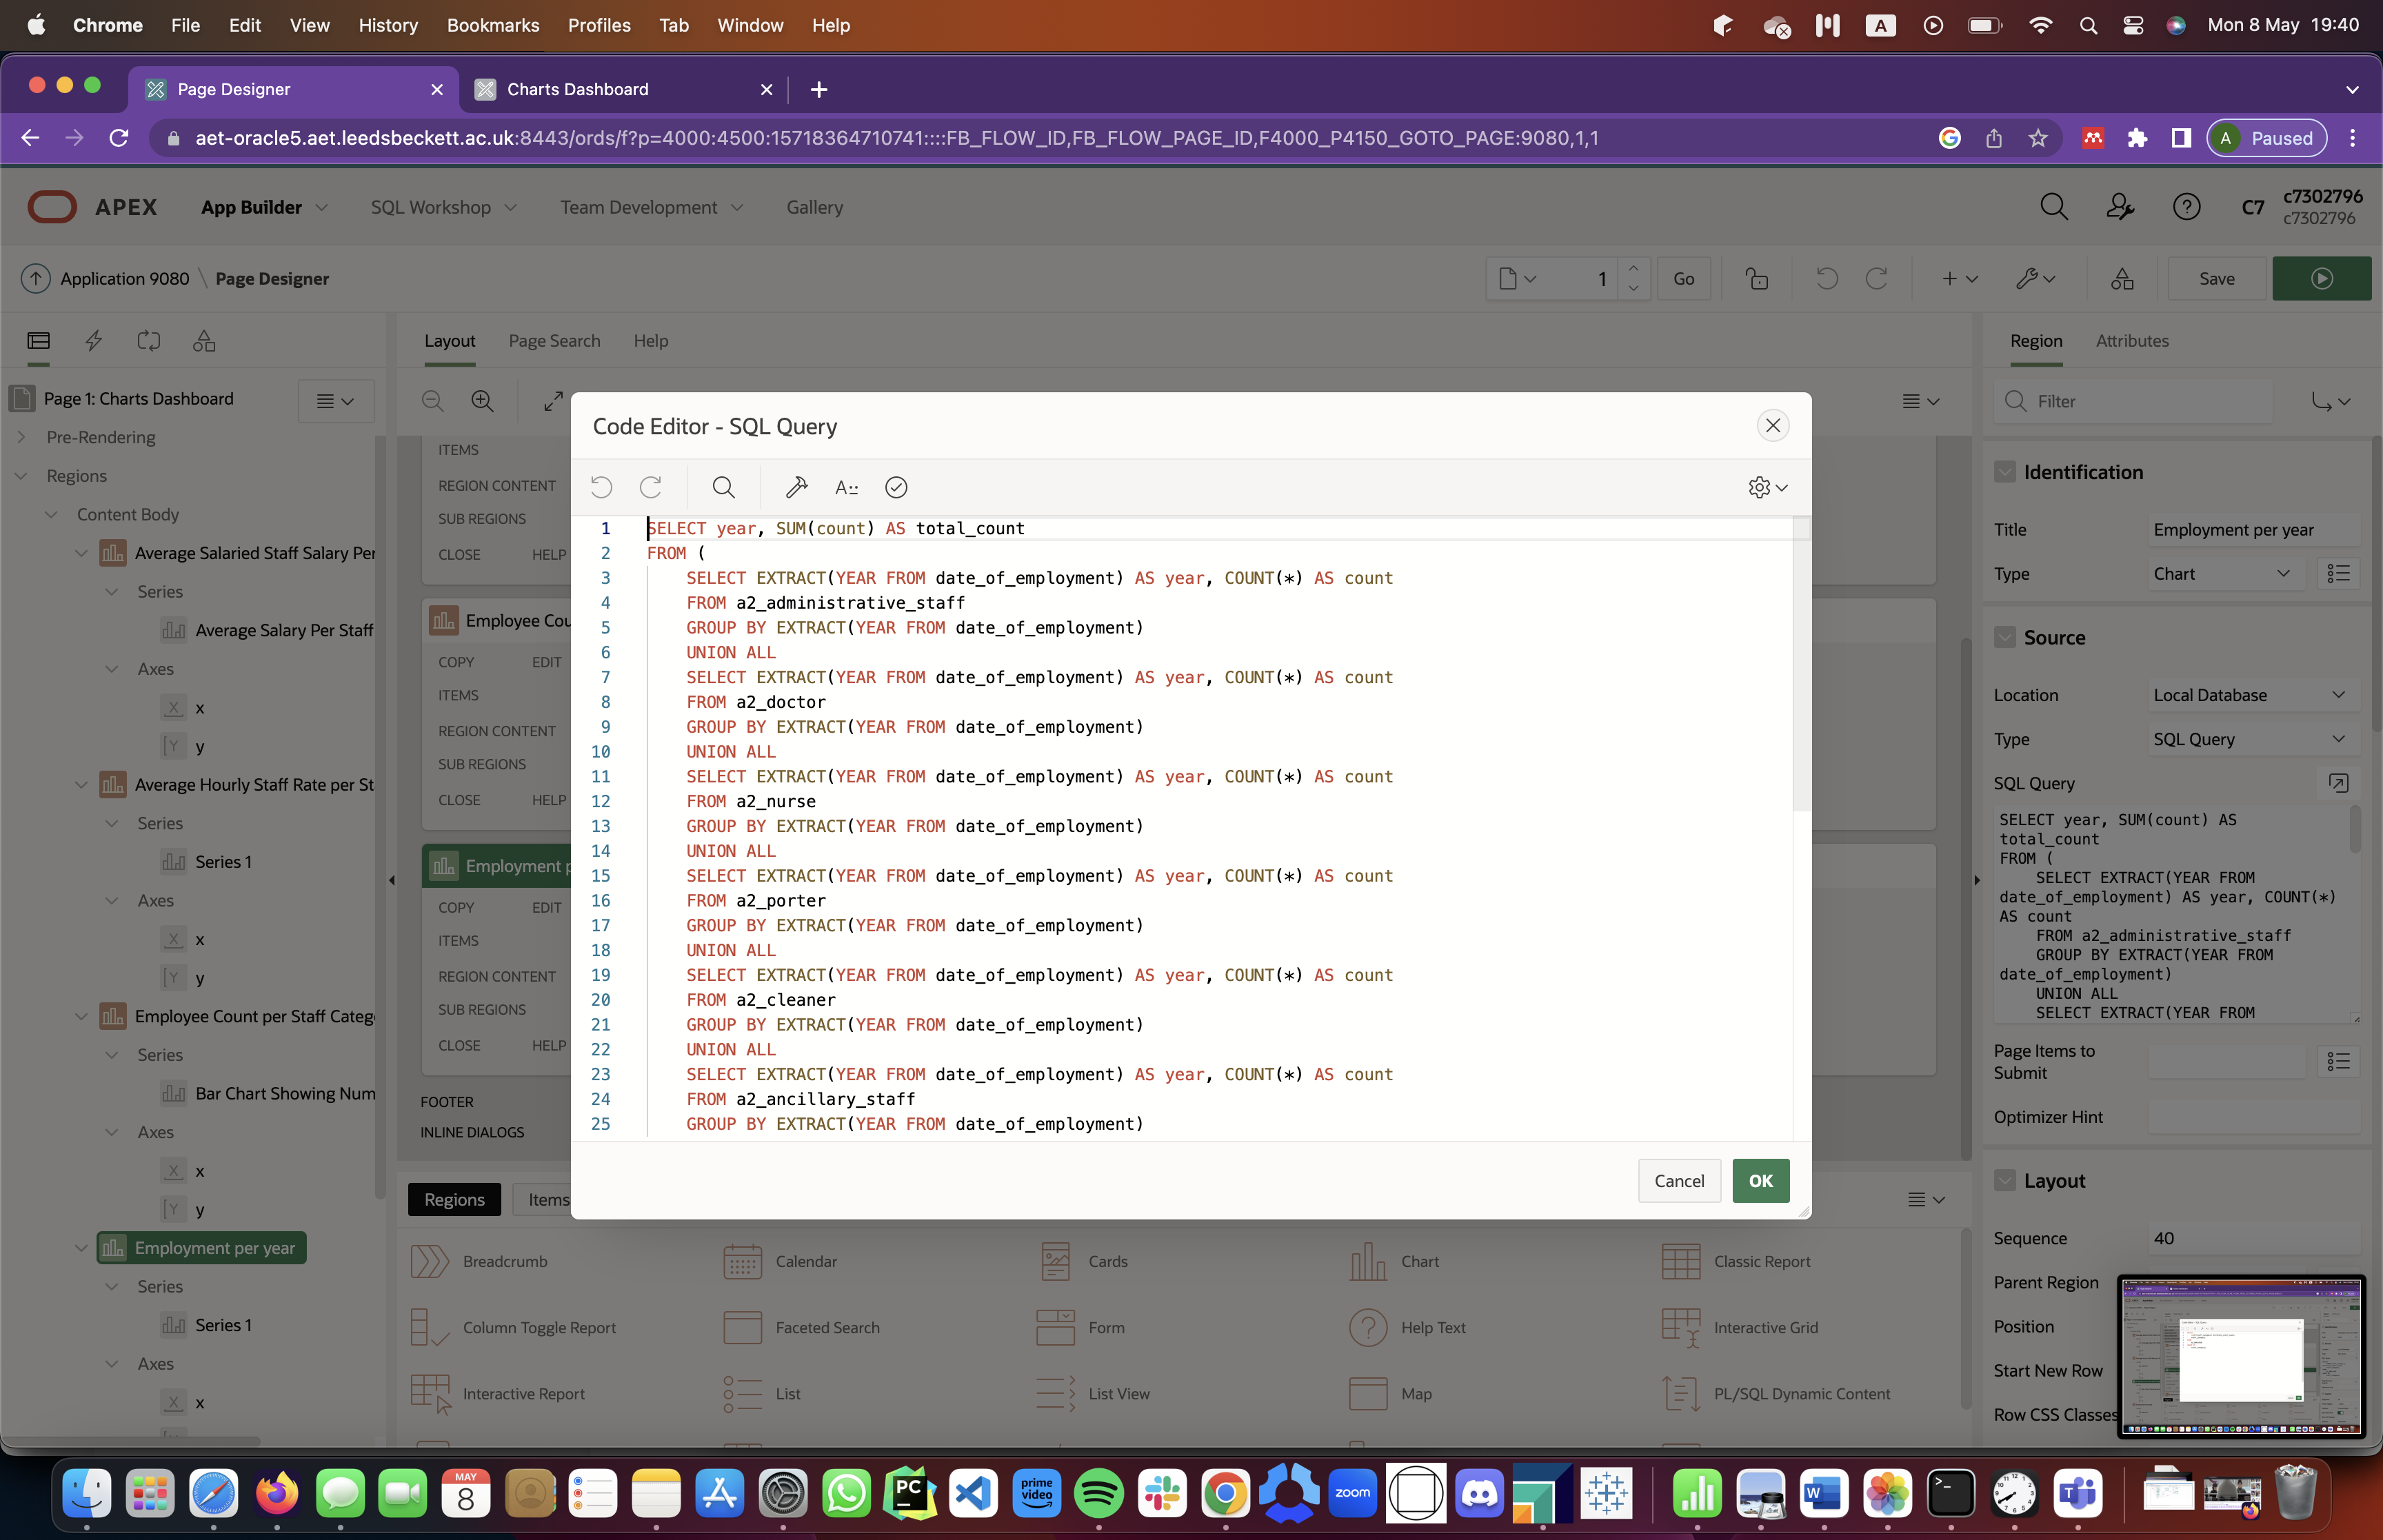 Chrome File Edit View History Bookmarks Profiles Tab Window Help
A
Mon 8 May 19:40
Page Designer
Charts Dashboard
aet-oracle5.aet.leedsbeckett.ac.uk:8443/ords/f?p=4000:4500:15718364710741::::FB_FLOW_ID,FB_FLOW_PAGE_ID,F4000_P4150_GOTO_PAGE:9080,1,1
A Paused
APEX App Builder SQL Workshop Team Development Gallery
C7 c7302796
c7302796
Application 9080 \ Page Designer
1 Go Save
Layout Page Search Help
Region Attributes
Page 1: Charts Dashboard
Pre-Rendering
Regions
Content Body
Average Salaried Staff Salary Per
Series
Average Salary Per Staff
Axes
x
y
Average Hourly Staff Rate per St
Series
Series 1
Axes
x
y
Employee Count per Staff Categ
Series
Bar Chart Showing Num
Axes
x
y
Employment per year
Series
Series 1
Axes
x
ITEMS
REGION CONTENT
SUB REGIONS
CLOSE HELP
Employee Cou
COPY EDIT
ITEMS
REGION CONTENT
SUB REGIONS
CLOSE HELP
Employment p
COPY EDIT
ITEMS
REGION CONTENT
SUB REGIONS
CLOSE HELP
FOOTER
INLINE DIALOGS
Code Editor - SQL Query
1 SELECT year, SUM(count) AS total_count
2 FROM (
3 SELECT EXTRACT(YEAR FROM date_of_employment) AS year, COUNT(*) AS count
4 FROM a2_administrative_staff
5 GROUP BY EXTRACT(YEAR FROM date_of_employment)
6 UNION ALL
7 SELECT EXTRACT(YEAR FROM date_of_employment) AS year, COUNT(*) AS count
8 FROM a2_doctor
9 GROUP BY EXTRACT(YEAR FROM date_of_employment)
10 UNION ALL
11 SELECT EXTRACT(YEAR FROM date_of_employment) AS year, COUNT(*) AS count
12 FROM a2_nurse
13 GROUP BY EXTRACT(YEAR FROM date_of_employment)
14 UNION ALL
15 SELECT EXTRACT(YEAR FROM date_of_employment) AS year, COUNT(*) AS count
16 FROM a2_porter
17 GROUP BY EXTRACT(YEAR FROM date_of_employment)
18 UNION ALL
19 SELECT EXTRACT(YEAR FROM date_of_employment) AS year, COUNT(*) AS count
20 FROM a2_cleaner
21 GROUP BY EXTRACT(YEAR FROM date_of_employment)
22 UNION ALL
23 SELECT EXTRACT(YEAR FROM date_of_employment) AS year, COUNT(*) AS count
24 FROM a2_ancillary_staff
25 GROUP BY EXTRACT(YEAR FROM date_of_employment)
Cancel OK
Filter
Identification
Title Employment per year
Type Chart
Source
Location Local Database
Type SQL Query
SQL Query
SELECT year, SUM(count) AS
total_count
FROM (
SELECT EXTRACT(YEAR FROM
date_of_employment) AS year, COUNT(*)
AS count
FROM a2_administrative_staff
GROUP BY EXTRACT(YEAR FROM
date_of_employment)
UNION ALL
SELECT EXTRACT(YEAR FROM
Page Items to
Submit
Optimizer Hint
Layout
Sequence 40
Parent Region
Position
Start New Row
Row CSS Classes
Regions Items
Breadcrumb Calendar Cards Chart Classic Report
Column Toggle Report Faceted Search Form Help Text Interactive Grid
Interactive Report List List View Map PL/SQL Dynamic Content
MAY
8
PC
prime
video
zoom
W
T